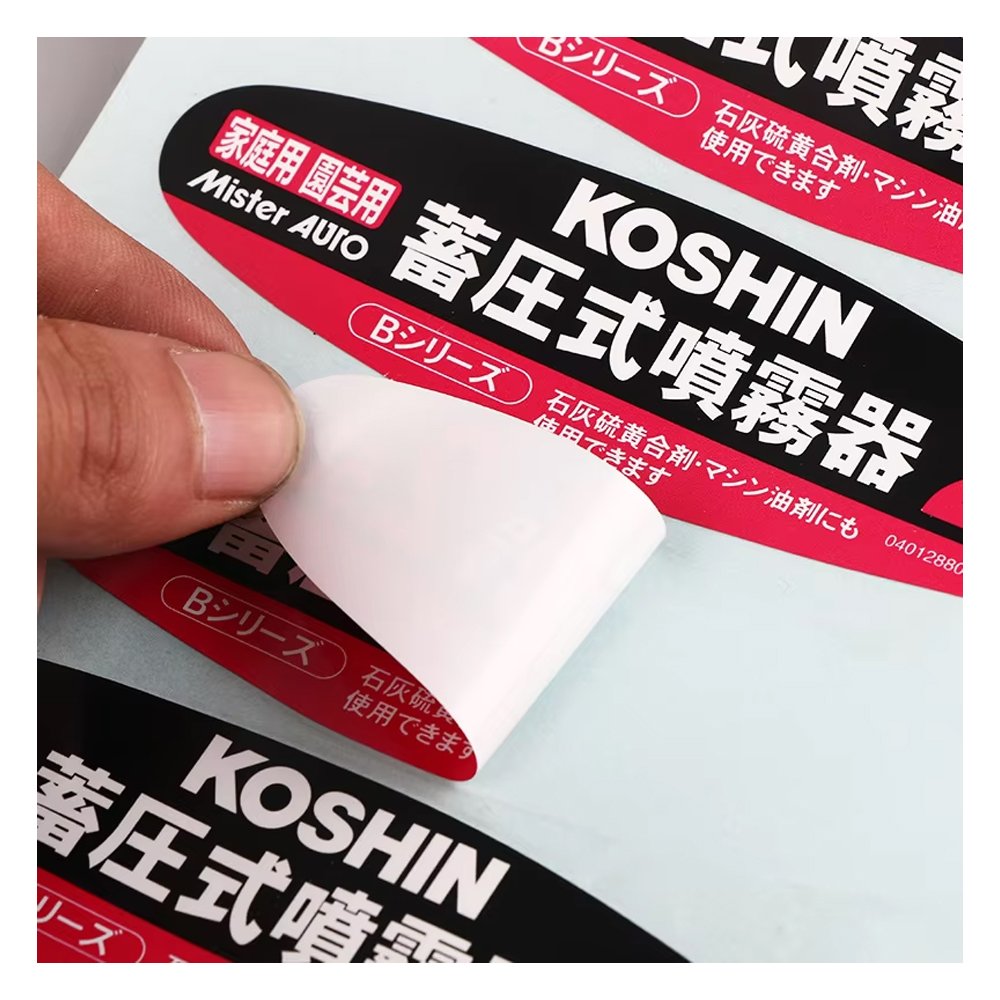 Bシリーズ
石灰硫黄合剤・マシン油
使用できます
家庭用 園芸用
Mister AUTO
KOSHIN
蓄圧式噴霧器
Bシリーズ
石灰硫黄合剤・マシン油剤にも
使用できます
04012880
Bシリーズ
石灰硫黄
使用できます
KOSHIN
蓄圧式噴霧
リーズ